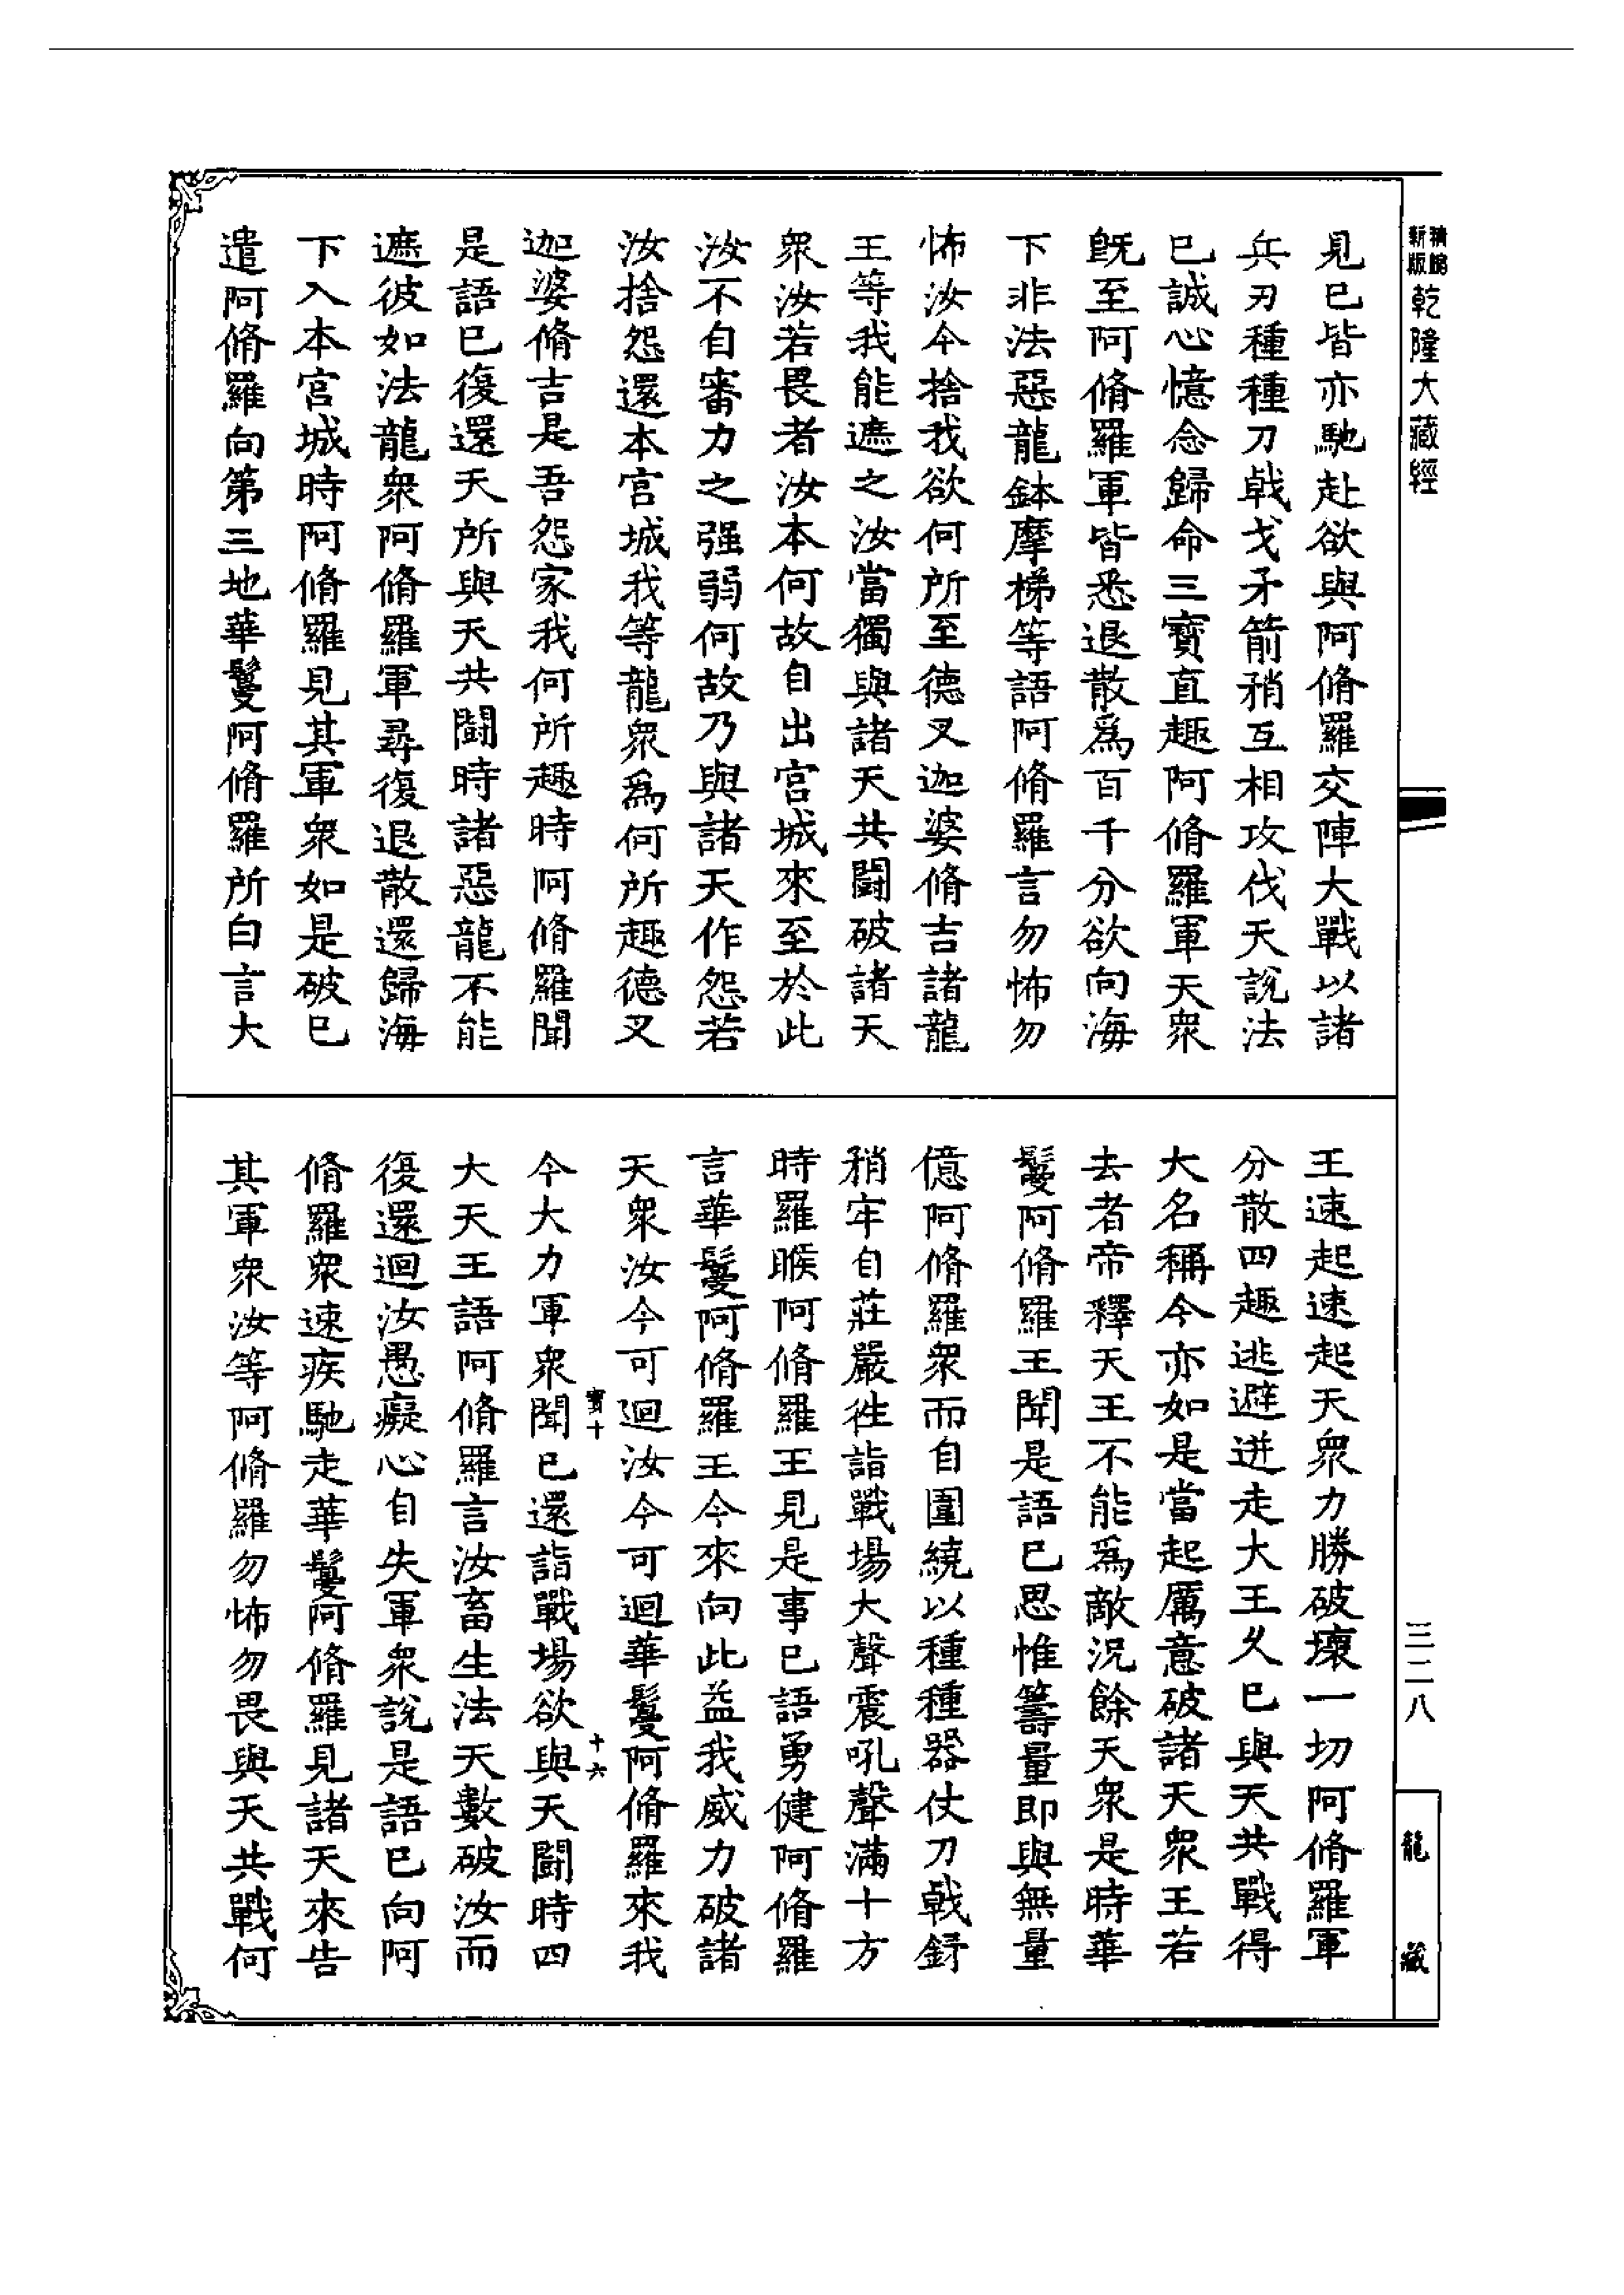 精鵬新版乾隆大藏經
見巳皆亦馳赴欲與阿脩羅交陣大戰以諸
兵刃種種刀戟戈矛箭矟互相攻伐天說法
巳誠心憶念歸命三寶直趣阿脩羅軍天衆
旣至阿脩羅軍皆悉退散爲百千分欲向海
下非法惡龍鉢摩梯等語阿脩羅言勿怖勿
怖汝今捨我欲何所至德叉迦婆脩吉諸龍
王等我能遮之汝當獨與諸天共鬪破諸天
衆汝若畏者汝本何故自出宮城來至於此
汝不自審力之强弱何故乃與諸天作怨若
汝捨怨還本宮城我等龍衆爲何所趣德叉
迦婆脩吉是吾怨家我何所趣時阿脩羅聞
是語巳復還天所與天共鬪時諸惡龍不能
遮彼如法龍衆阿脩羅軍尋復退散還歸海
下入本宮城時阿脩羅見其軍衆如是破巳
遣阿脩羅向第三地華鬘阿脩羅所白言大
王速起速起天衆力勝破壞一切阿脩羅軍
分散四趣逃避迸走大王久巳與天共戰得
大名稱今亦如是當起厲意破諸天衆王若
去者帝釋天王不能爲敵況餘天衆是時華
鬘阿脩羅王聞是語巳思惟籌量即與無量
億阿脩羅衆而自圍繞以種種器仗刀戟鈝
矟牢自莊嚴徃詣戰場大聲震吼聲滿十方
時羅睺阿脩羅王見是事巳語勇健阿脩羅
言華鬘阿脩羅王今來向此益我威力破諸
天衆汝今可迴汝今可迴華鬘阿脩羅來我
寶十
十六
今大力軍衆聞巳還詣戰場欲與天鬪時四
大天王語阿脩羅言汝畜生法天數破汝而
復還迴汝愚癡心自失軍衆說是語巳向阿
脩羅衆速疾馳走華鬘阿脩羅見諸天來告
其軍衆汝等阿脩羅勿怖勿畏與天共戰何
三二八
龍藏